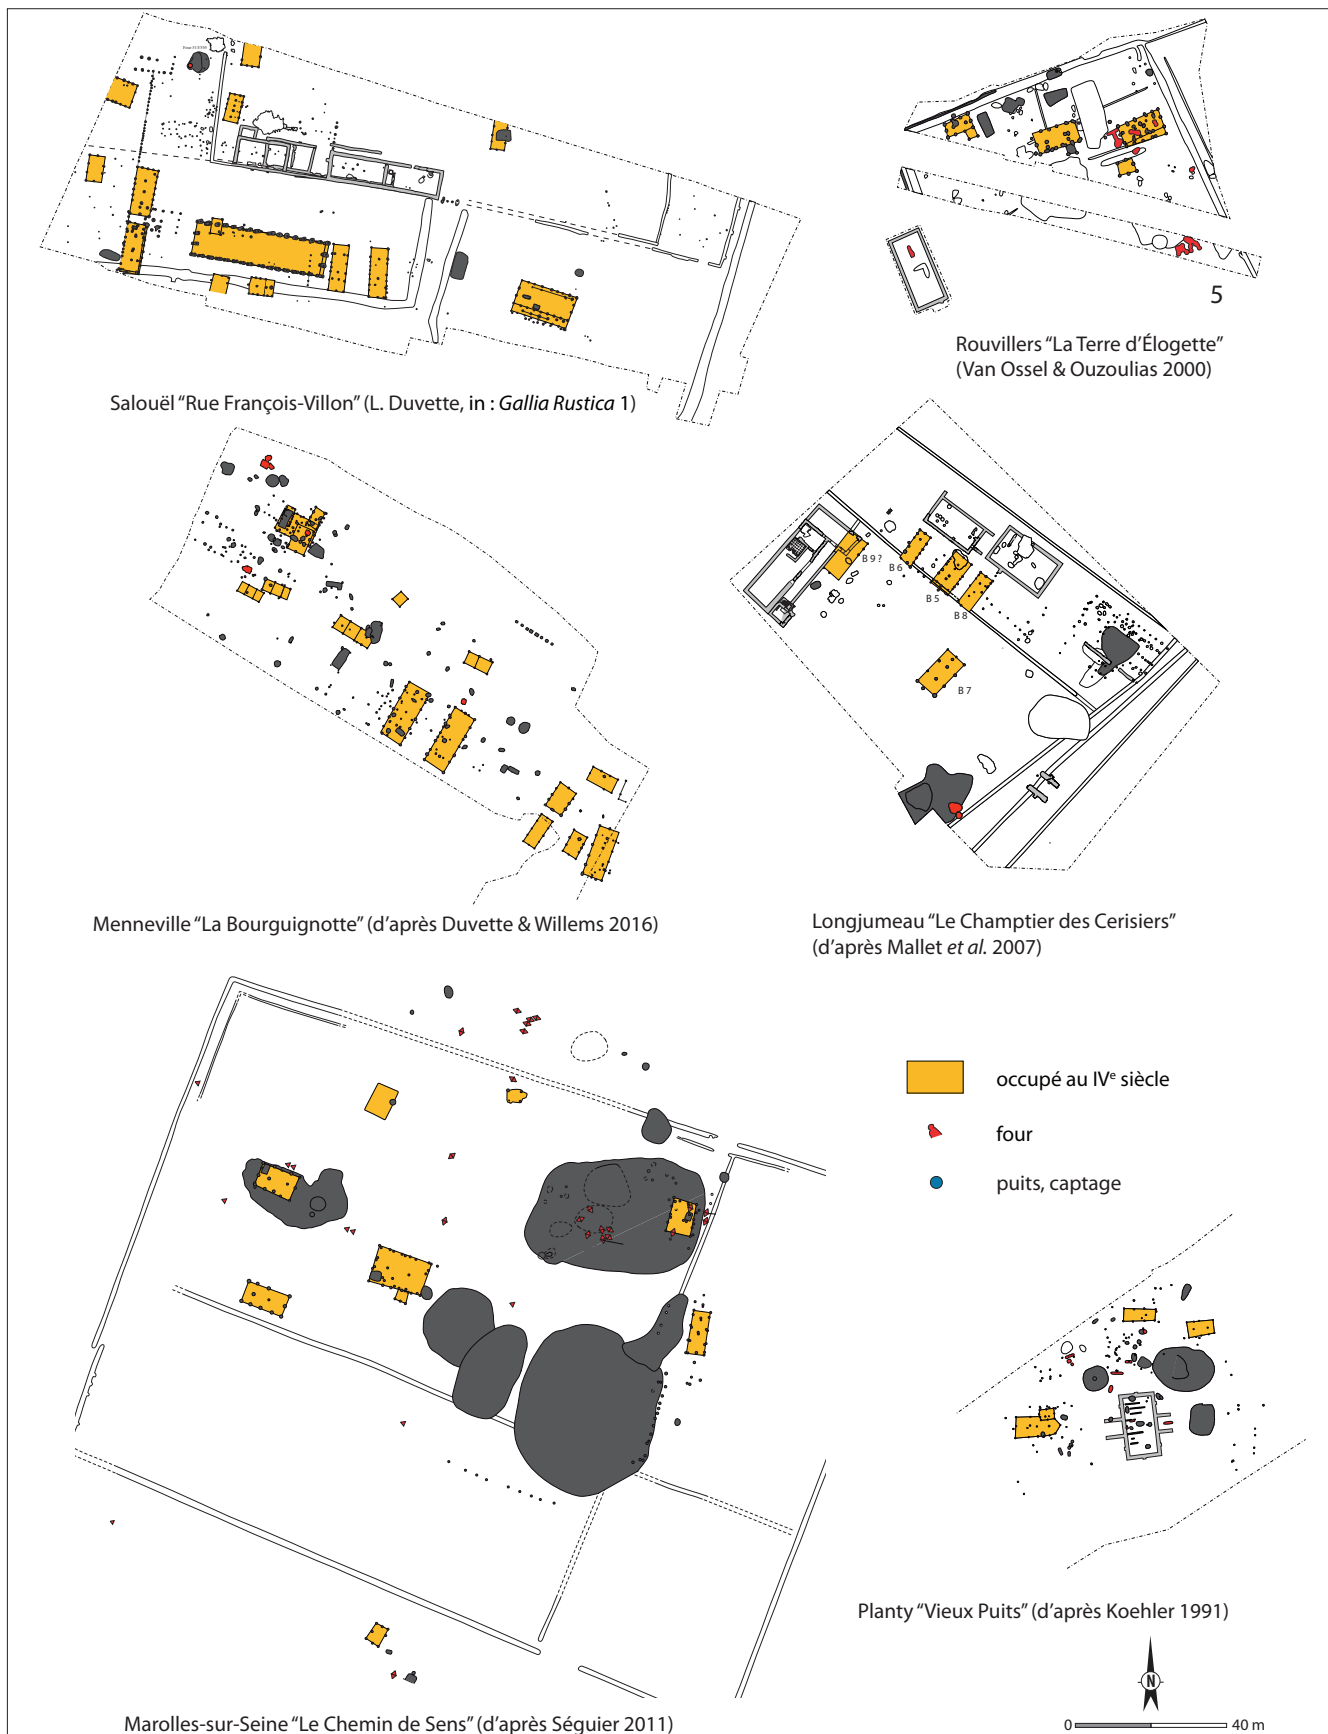 Salouël “Rue François-Villon” (L. Duvette, in : Gallia Rustica 1)
5
Rouvillers “La Terre d’Élogette”
(Van Ossel & Ouzoulias 2000)
Menneville “La Bourguignotte” (d’après Duvette & Willems 2016)
B 9 ?
B 6
B 5
B 8
B 7
Longjumeau “Le Champtier des Cerisiers”
(d’après Mallet et al. 2007)
occupé au IVe siècle
four
puits, captage
Planty “Vieux Puits” (d’après Koehler 1991)
N
0 40 m
Marolles-sur-Seine “Le Chemin de Sens” (d’après Séguier 2011)